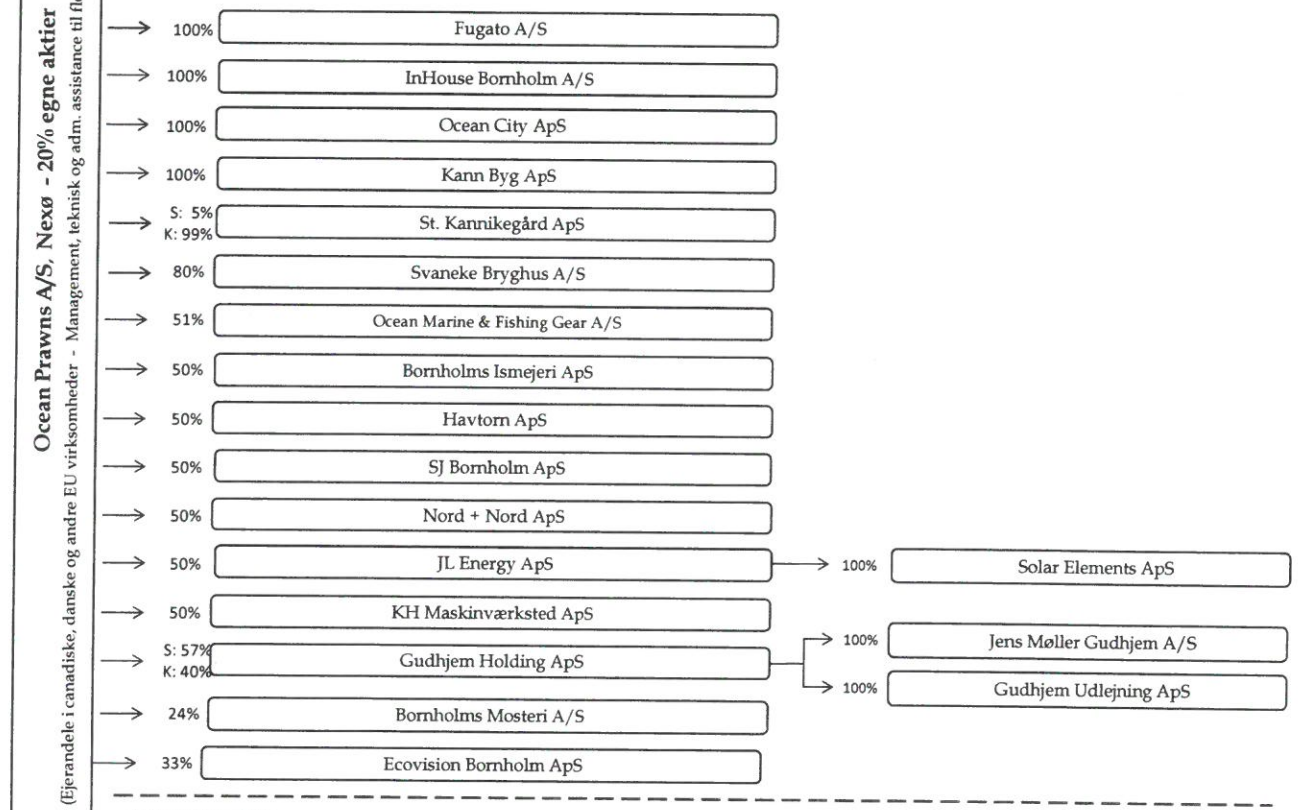 Ocean Prawns A/S, Nexø - 20% egne aktier
(Ejerandele i canadiske, danske og andre EU virksomheder - Management, teknisk og adm. assistance til
100% Fugato A/S
100% InHouse Bornholm A/S
100% Ocean City ApS
100% Kann Byg ApS
S: 5%
K: 99% St. Kannikegård ApS
80% Svaneke Bryghus A/S
51% Ocean Marine & Fishing Gear A/S
50% Bornholms Ismejeri ApS
50% Havtorn ApS
50% SJ Bornholm ApS
50% Nord + Nord ApS
50% JL Energy ApS 100% Solar Elements ApS
50% KH Maskinværksted ApS
S: 57%
K: 40% Gudhjem Holding ApS
100% Jens Møller Gudhjem A/S
100% Gudhjem Udlejning ApS
24% Bornholms Mosteri A/S
33% Ecovision Bornholm ApS